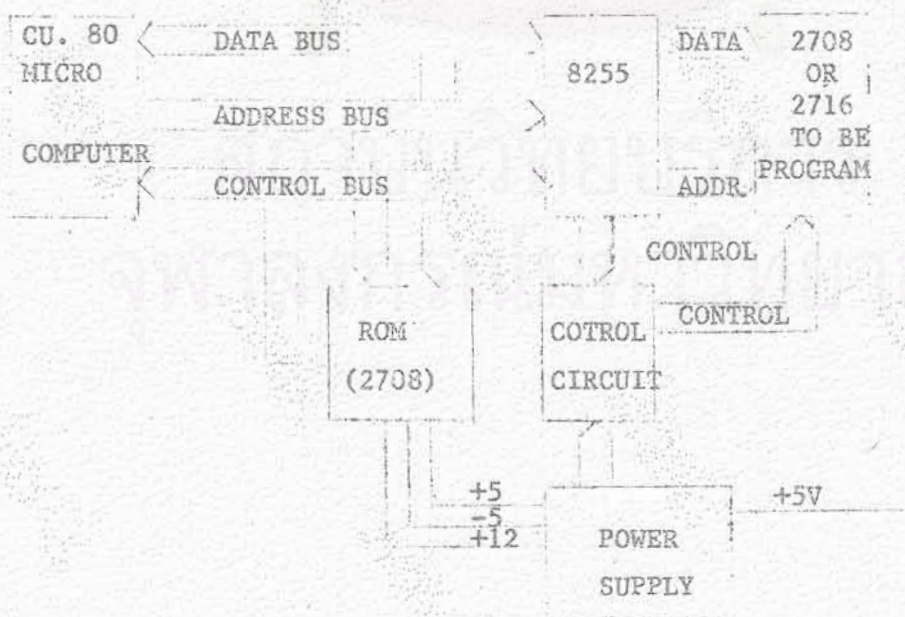 CU. 80
MICRO
COMPUTER
DATA BUS
ADDRESS BUS
CONTROL BUS
8255
DATA
ADDR.
2708
OR
2716
TO BE
PROGRAM
CONTROL
CONTROL
ROM
(2708)
COTROL
CIRCUIT
+5
-5
+12
POWER
SUPPLY
+5V